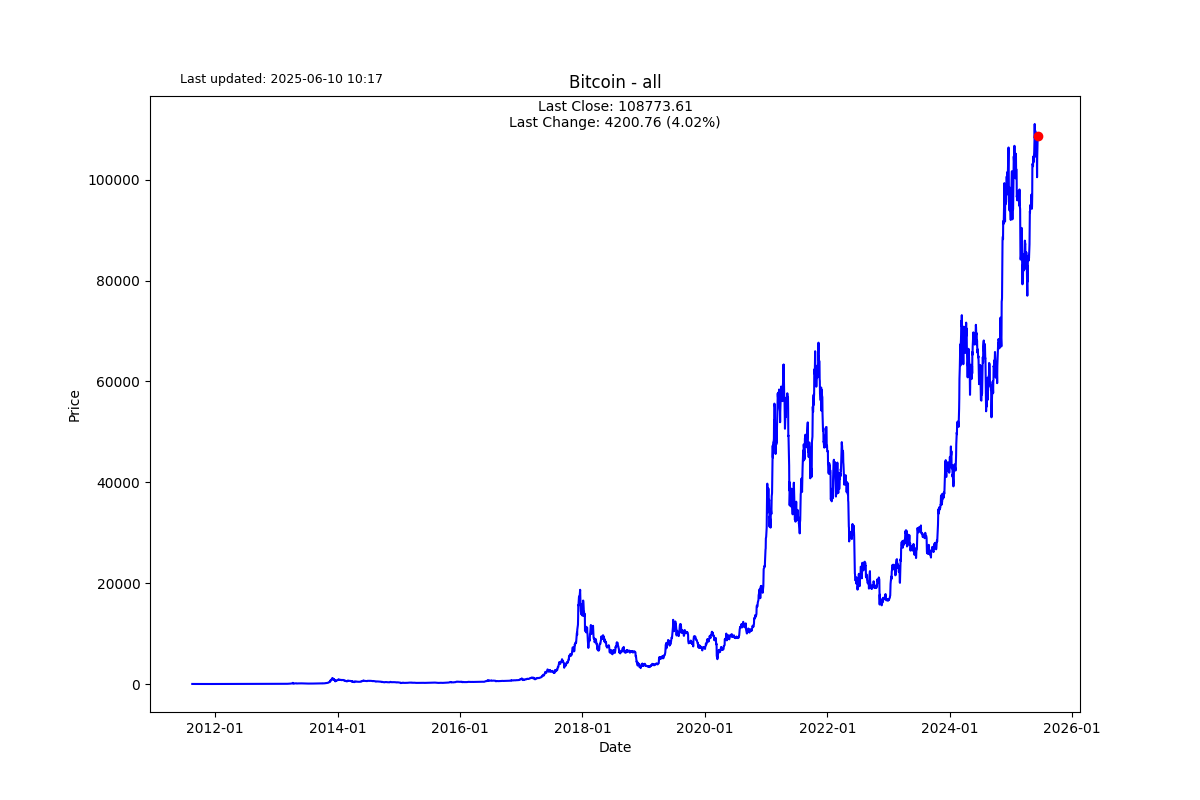 Last updated: 2025-06-10 10:17
Bitcoin - all
Last Close: 108773.61
Last Change: 4200.76 (4.02%)
100000
80000
60000
40000
20000
0
Price
2012-01
2014-01
2016-01
2018-01
2020-01
2022-01
2024-01
2026-01
Date